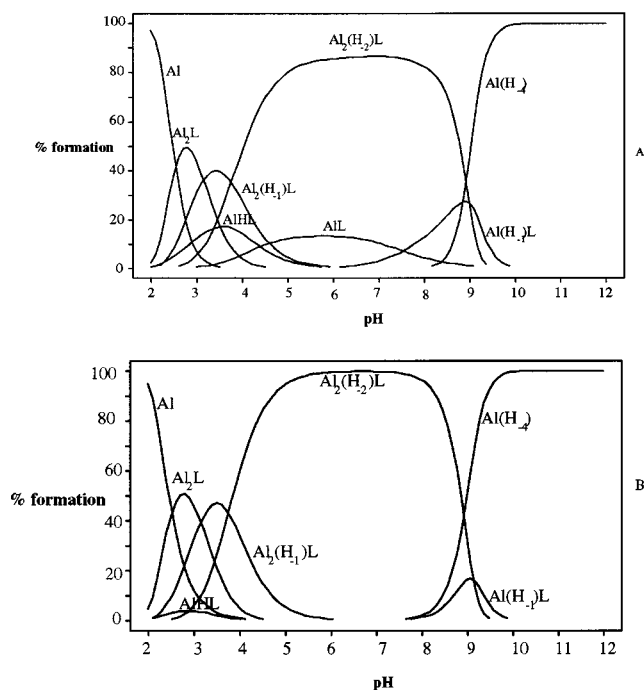 100
Al
Al₂(H₋₂)L
80
Al(H₋₄)
60
Al₂L
% formation
A
40
Al₂(H₋₁)L
20
AlHL
AlL
Al(H₋₁)L
0
2 3 4 5 6 7 8 9 10 11 12
pH
100
Al
Al₂(H₋₂)L
80
Al(H₋₄)
60
Al₂L
% formation
B
40
Al₂(H₋₁)L
20
AlHL
Al(H₋₁)L
0
2 3 4 5 6 7 8 9 10 11 12
pH